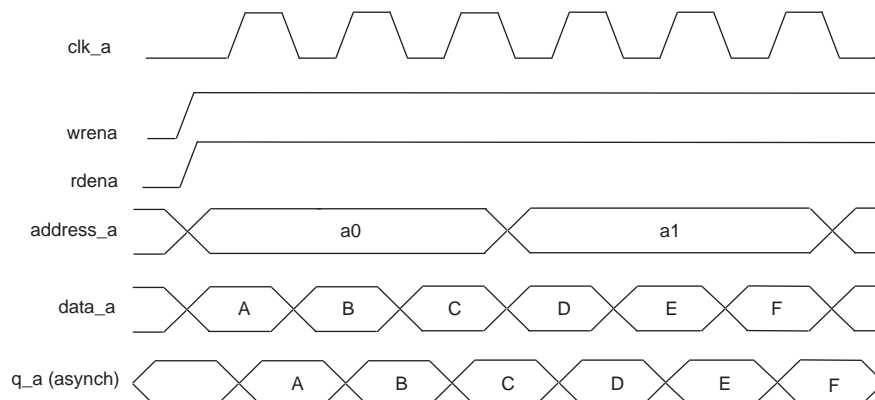 clk_a
wrena
rdena
address_a a0 a1
data_a A B C D E F
q_a (asynch) A B C D E F